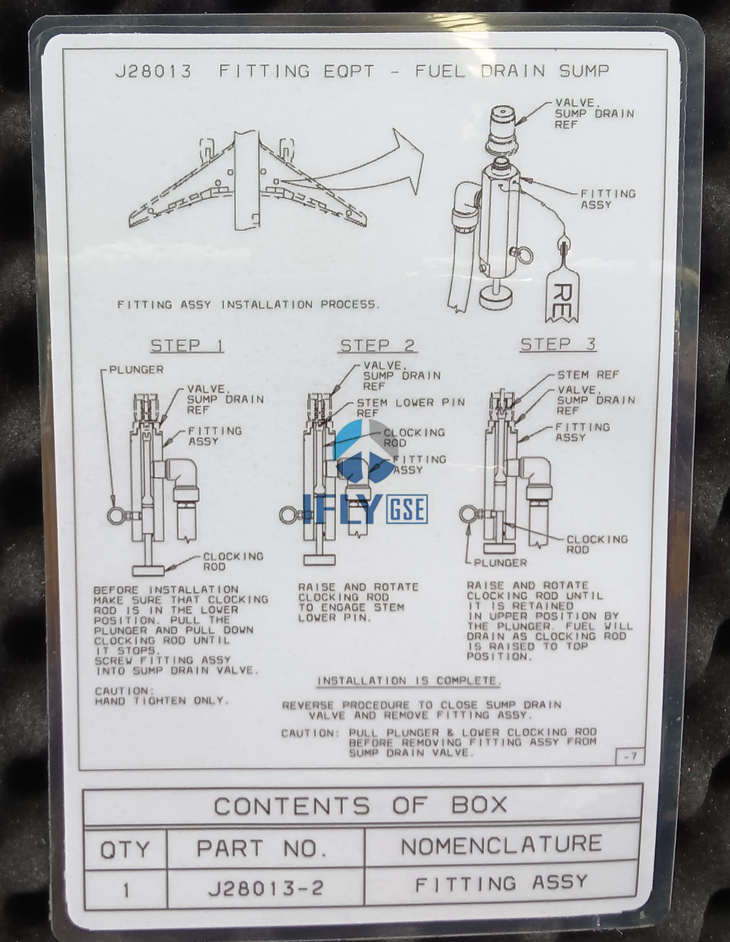 J28013 FITTING EQPT - FUEL DRAIN SUMP
VALVE,
SUMP DRAIN
REF
FITTING
ASSY
RE
FITTING ASSY INSTALLATION PROCESS.
STEP 1
PLUNGER
VALVE,
SUMP DRAIN
REF
FITTING
ASSY
CLOCKING
ROD
BEFORE INSTALLATION
MAKE SURE THAT CLOCKING
ROD IS IN THE LOWER
POSITION. PULL THE
PLUNGER AND PULL DOWN
CLOCKING ROD UNTIL
IT STOPS.
SCREW FITTING ASSY
INTO SUMP DRAIN VALVE.
CAUTION:
HAND TIGHTEN ONLY.
STEP 2
VALVE,
SUMP DRAIN
REF
STEM LOWER PIN
REF
CLOCKING
ROD
FITTING
ASSY
IFLY GSE
RAISE AND ROTATE
CLOCKING ROD
TO ENGAGE STEM
LOWER PIN.
STEP 3
STEM REF
VALVE,
SUMP DRAIN
REF
FITTING
ASSY
CLOCKING
ROD
PLUNGER
RAISE AND ROTATE
CLOCKING ROD UNTIL
IT IS RETAINED
IN UPPER POSITION BY
THE PLUNGER. FUEL WILL
DRAIN AS CLOCKING ROD
IS RAISED TO TOP
POSITION.
INSTALLATION IS COMPLETE.
REVERSE PROCEDURE TO CLOSE SUMP DRAIN
VALVE AND REMOVE FITTING ASSY.
CAUTION: PULL PLUNGER & LOWER CLOCKING ROD
BEFORE REMOVING FITTING ASSY FROM
SUMP DRAIN VALVE.
-7
CONTENTS OF BOX
QTY PART NO. NOMENCLATURE
1 J28013-2 FITTING ASSY